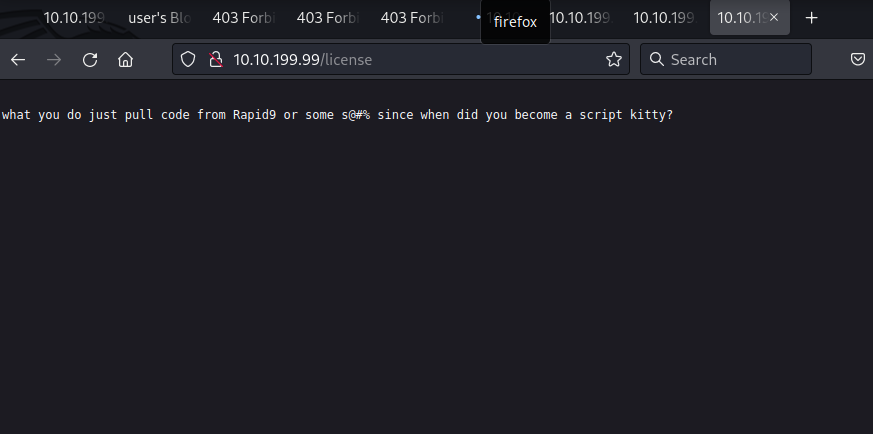 10.10.199
user's Blo
403 Forbi
403 Forbi
403 Forb
firefox
10.10.199
10.10.199
10.10.19
10.10.199.99/license
Search
what you do just pull code from Rapid9 or some s@#% since when did you become a script kitty?